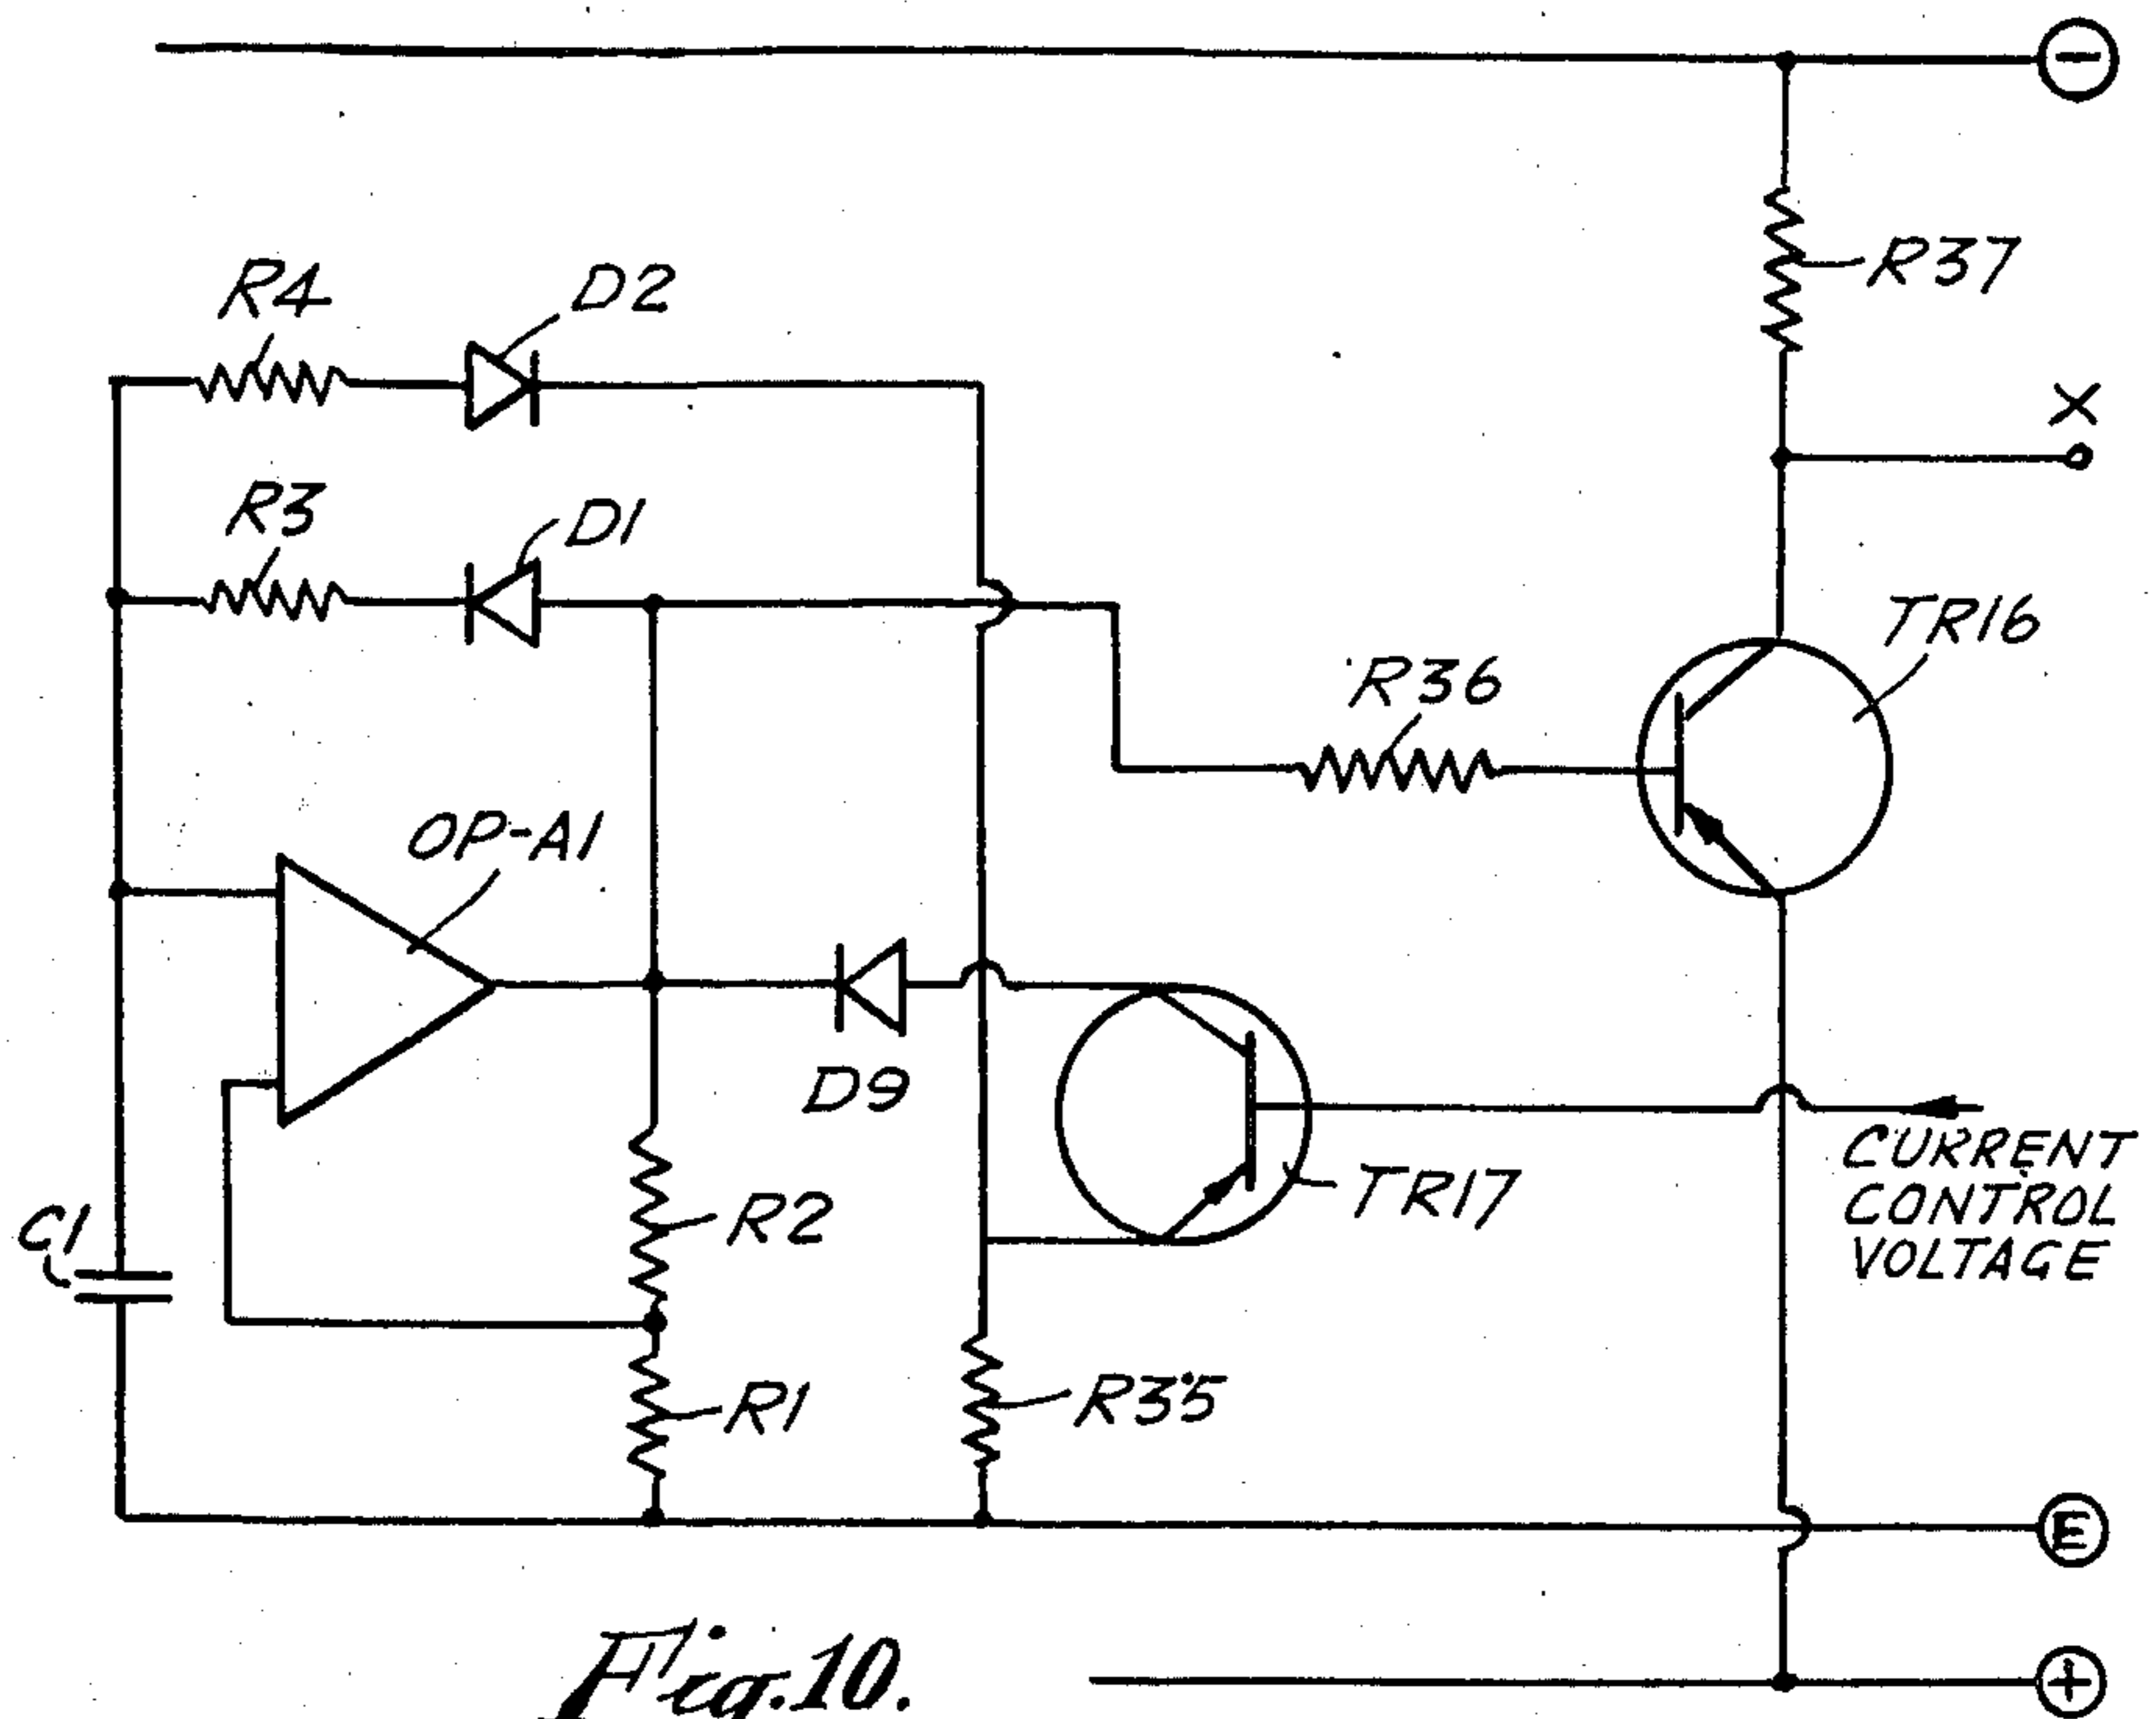 −
R37
R4
D2
X
R3
D1
TR16
R36
OP-A1
D9
CURRENT
CONTROL
VOLTAGE
TR17
R2
C1
R35
R1
E
+
Fig. 10.